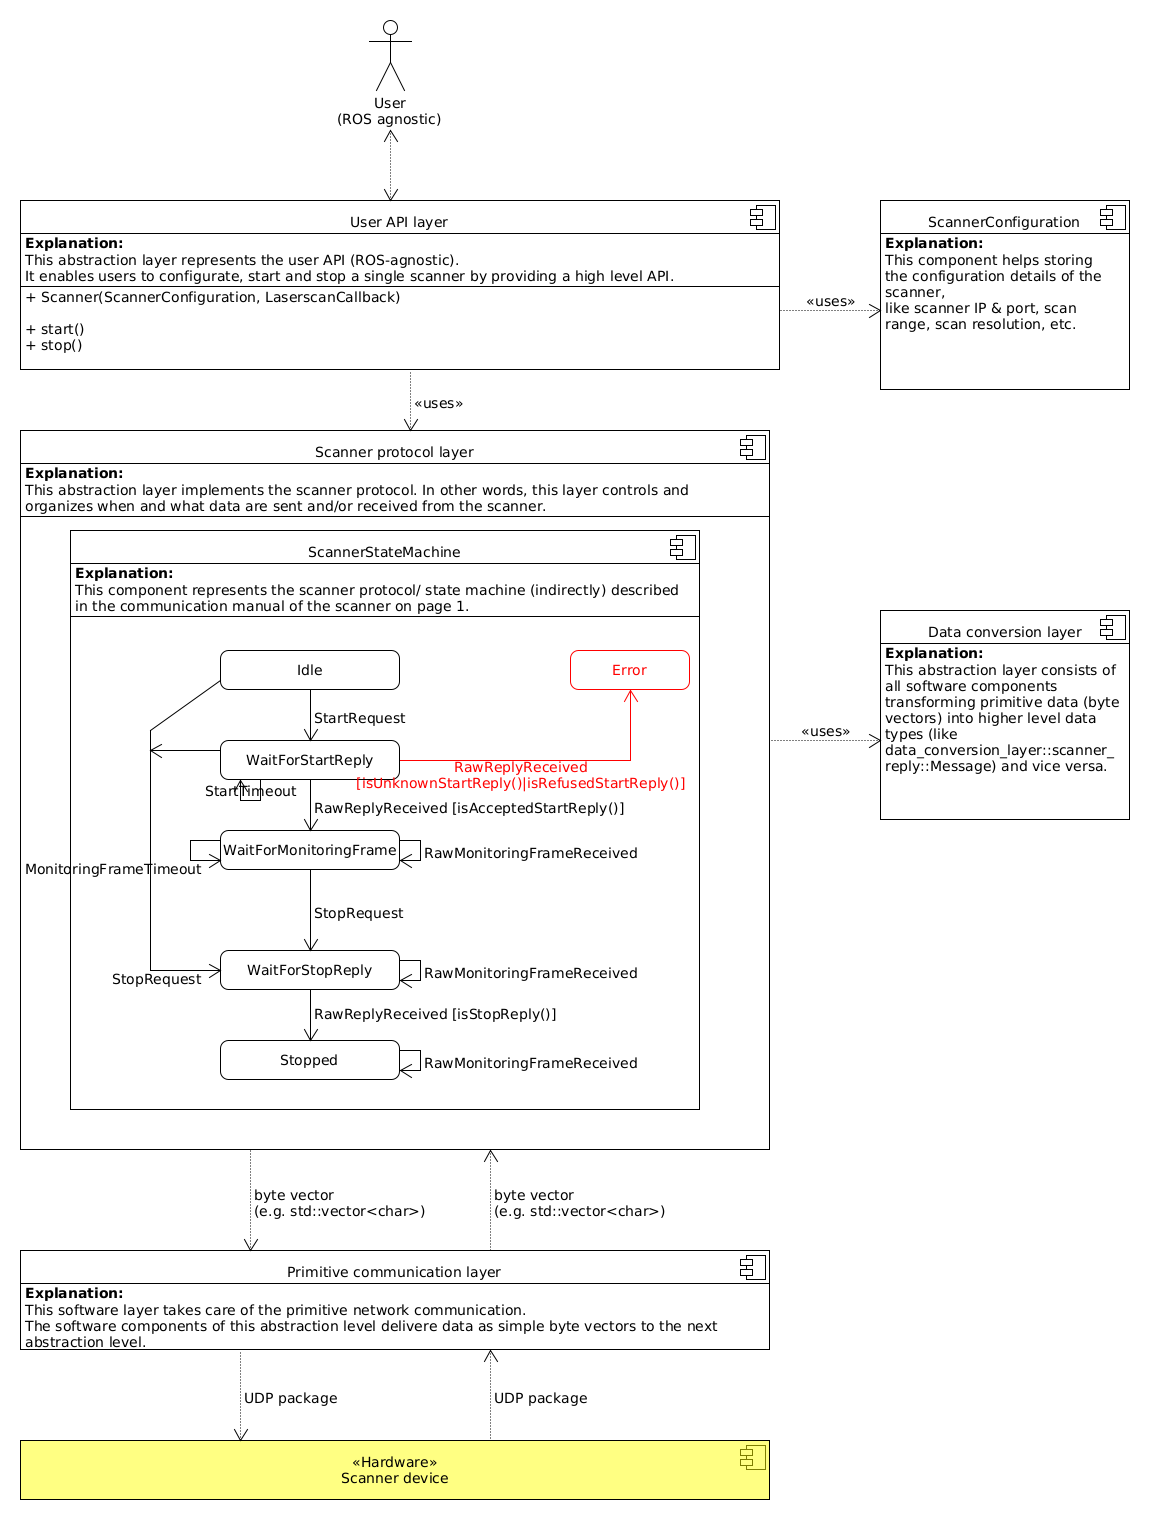 User
(ROS agnostic)
User API layer
Explanation:
This abstraction layer represents the user API (ROS-agnostic).
It enables users to configure, start and stop a single scanner by providing a high level API.
+ Scanner(ScannerConfiguration, LaserscanCallback)
+ start()
+ stop()
«uses»
ScannerConfiguration
Explanation:
This component helps storing
the configuration details of the
scanner,
like scanner IP & port, scan
range, scan resolution, etc.
«uses»
Scanner protocol layer
Explanation:
This abstraction layer implements the scanner protocol. In other words, this layer controls and
organizes when and what data are sent and/or received from the scanner.
ScannerStateMachine
Explanation:
This component represents the scanner protocol/ state machine (indirectly) described
in the communication manual of the scanner on page 1.
Idle
Error
StartRequest
WaitForStartReply
RawReplyReceived
[isUnknownStartReply()|isRefusedStartReply()]
StartTimeout
RawReplyReceived [isAcceptedStartReply()]
WaitForMonitoringFrame
RawMonitoringFrameReceived
MonitoringFrameTimeout
StopRequest
WaitForStopReply
RawMonitoringFrameReceived
StopRequest
RawReplyReceived [isStopReply()]
Stopped
RawMonitoringFrameReceived
«uses»
Data conversion layer
Explanation:
This abstraction layer consists of
all software components
transforming primitive data (byte
vectors) into higher level data
types (like
data_conversion_layer::scanner_
reply::Message) and vice versa.
byte vector
(e.g. std::vector<char>)
byte vector
(e.g. std::vector<char>)
Primitive communication layer
Explanation:
This software layer takes care of the primitive network communication.
The software components of this abstraction level delivere data as simple byte vectors to the next
abstraction level.
UDP package
UDP package
«Hardware»
Scanner device